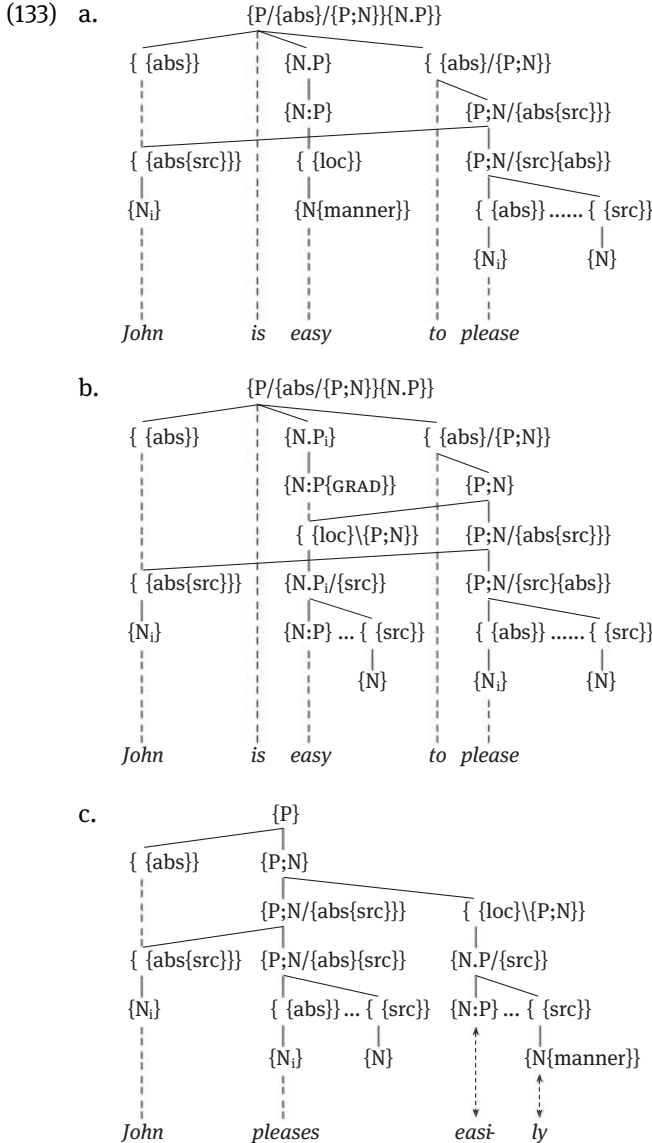 (133) a. {P/{abs}/{P;N}}{N.P}}
{ {abs}} {N.P} { {abs}/{P;N}}
{N:P} {P;N/{abs{src}}}
{ {abs{src}}} { {loc}} {P;N/{src}{abs}}
{Nᵢ} {N{manner}} { {abs}} ...... { {src}}
{Nᵢ} {N}
John is easy to please
b. {P/{abs/{P;N}}{N.P}}
{ {abs}} {N.Pᵢ} { {abs}/{P;N}}
{N:P{GRAD}} {P;N}
{ {loc}\{P;N}} {P;N/{abs{src}}}
{ {abs{src}}} {N.Pᵢ/{src}} {P;N/{src}{abs}}
{Nᵢ} {N:P} ... { {src}} { {abs}} ...... { {src}}
{N} {Nᵢ} {N}
John is easy to please
c. {P}
{ {abs}} {P;N}
{P;N/{abs{src}}} { {loc}\{P;N}}
{ {abs{src}}} {P;N/{abs}{src}} {N.P/{src}}
{Nᵢ} { {abs}} ... { {src}} {N:P} ... { {src}}
{Nᵢ} {N} {N{manner}}
John pleases easi- ly